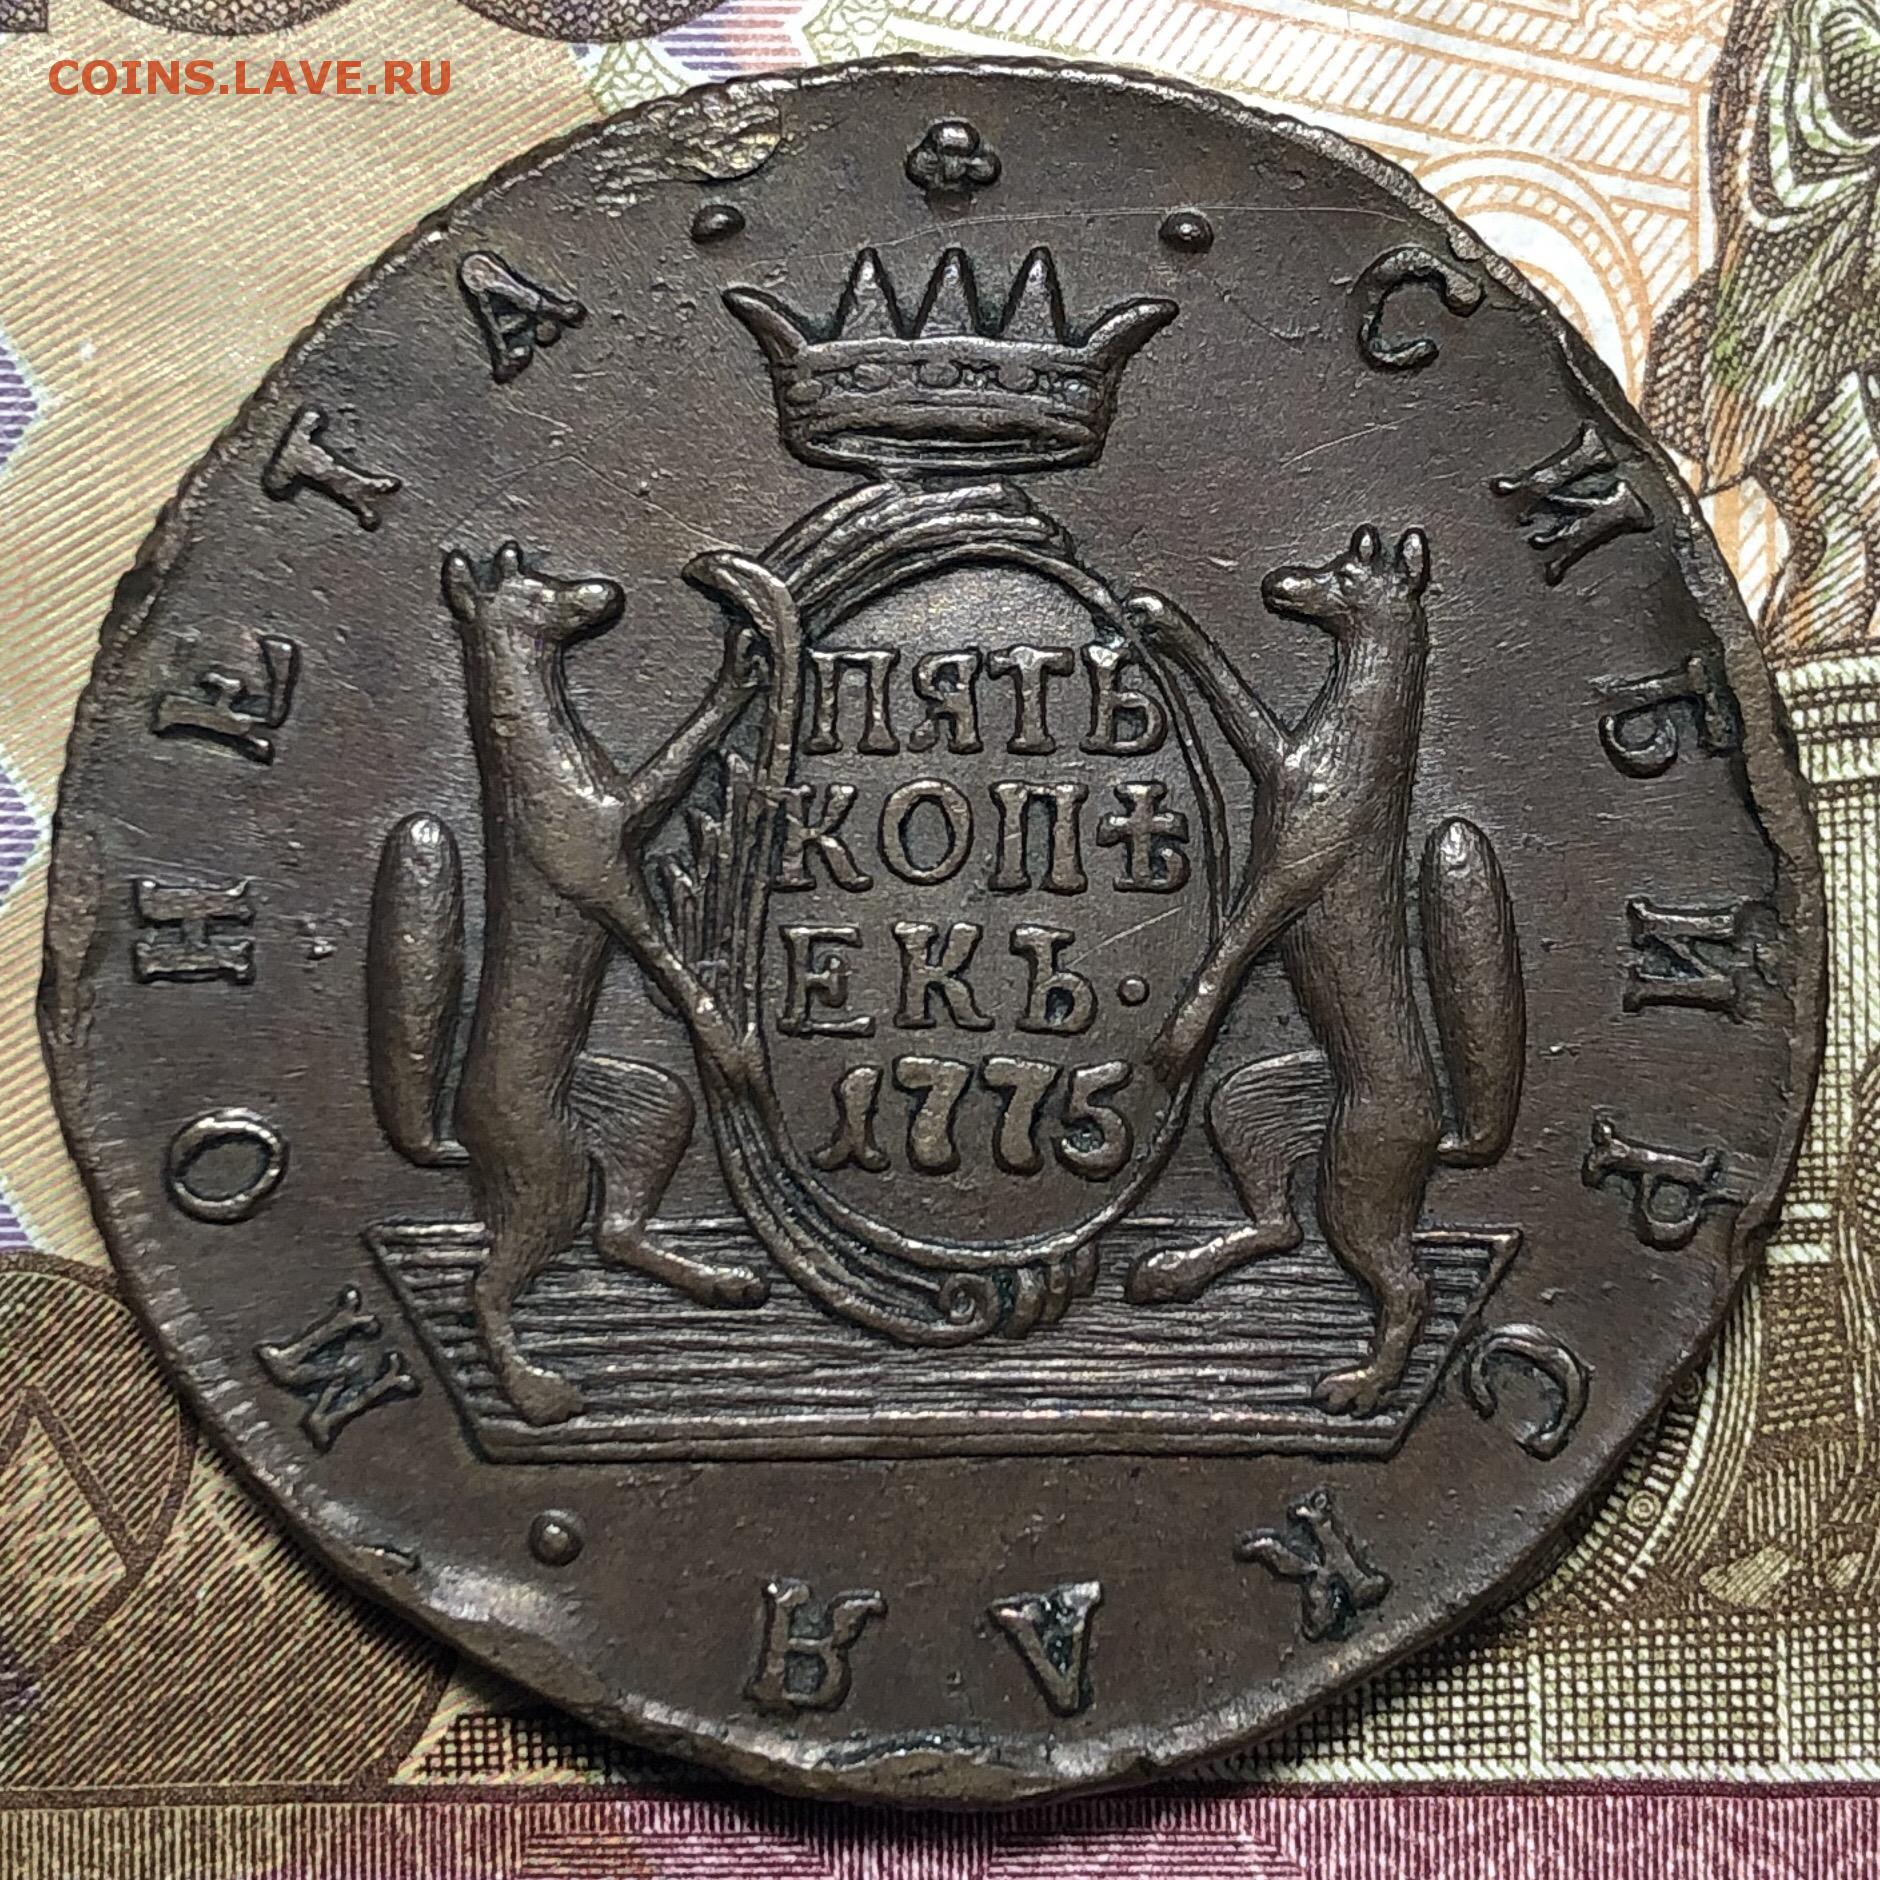 COINS.LAVE.RU
СИБИРСКАЯ · МОНЕТА
ПЯТЬ
КОПѢ
ЕКЪ·
1775